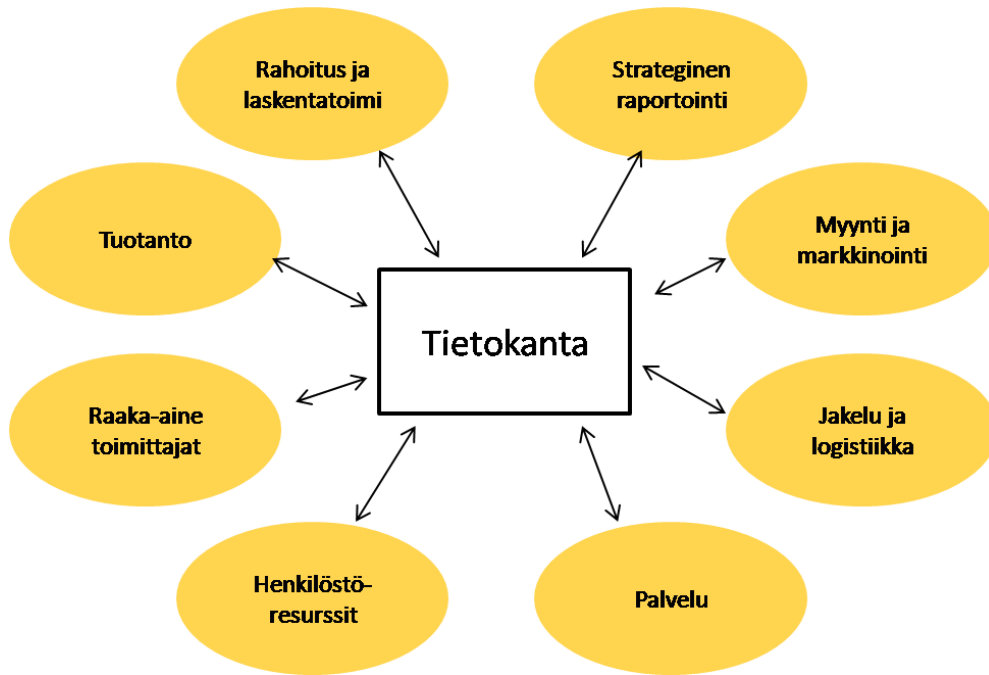 Rahoitus ja
laskentatoimi
Strateginen
raportointi
Tuotanto
Myynti ja
markkinointi
Tietokanta
Raaka-aine
toimittajat
Jakelu ja
logistiikka
Henkilöstö-
resurssit
Palvelu